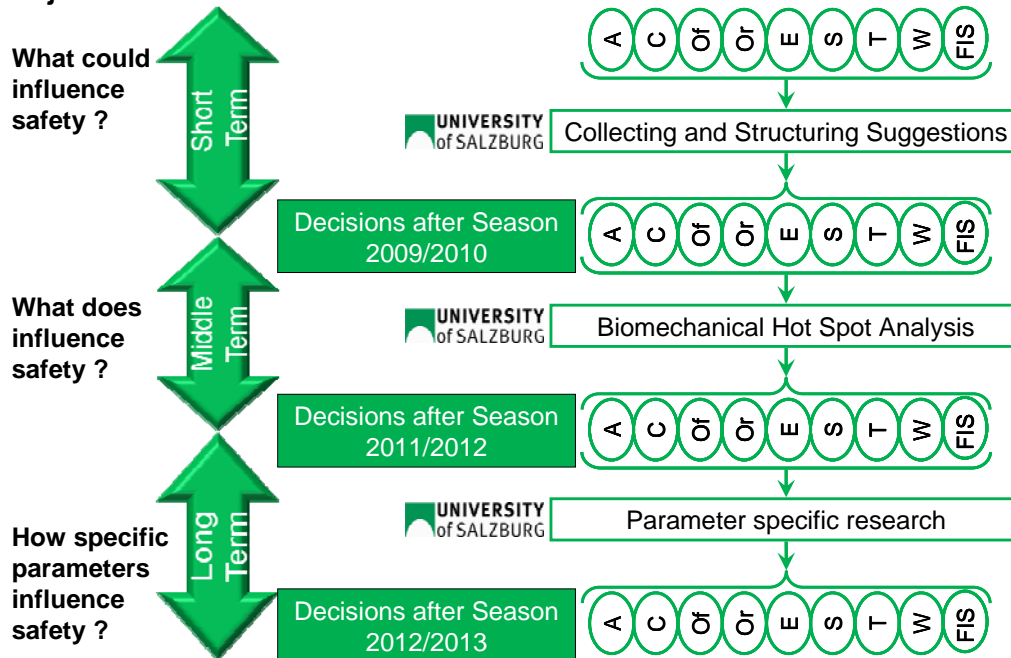 What could
influence
safety ?
Short
Term
A C Of Or E S T W FIS
UNIVERSITY
of SALZBURG
Collecting and Structuring Suggestions
Decisions after Season
2009/2010
A C Of Or E S T W FIS
What does
influence
safety ?
Middle
Term
UNIVERSITY
of SALZBURG
Biomechanical Hot Spot Analysis
Decisions after Season
2011/2012
A C Of Or E S T W FIS
How specific
parameters
influence
safety ?
Long
Term
UNIVERSITY
of SALZBURG
Parameter specific research
Decisions after Season
2012/2013
A C Of Or E S T W FIS